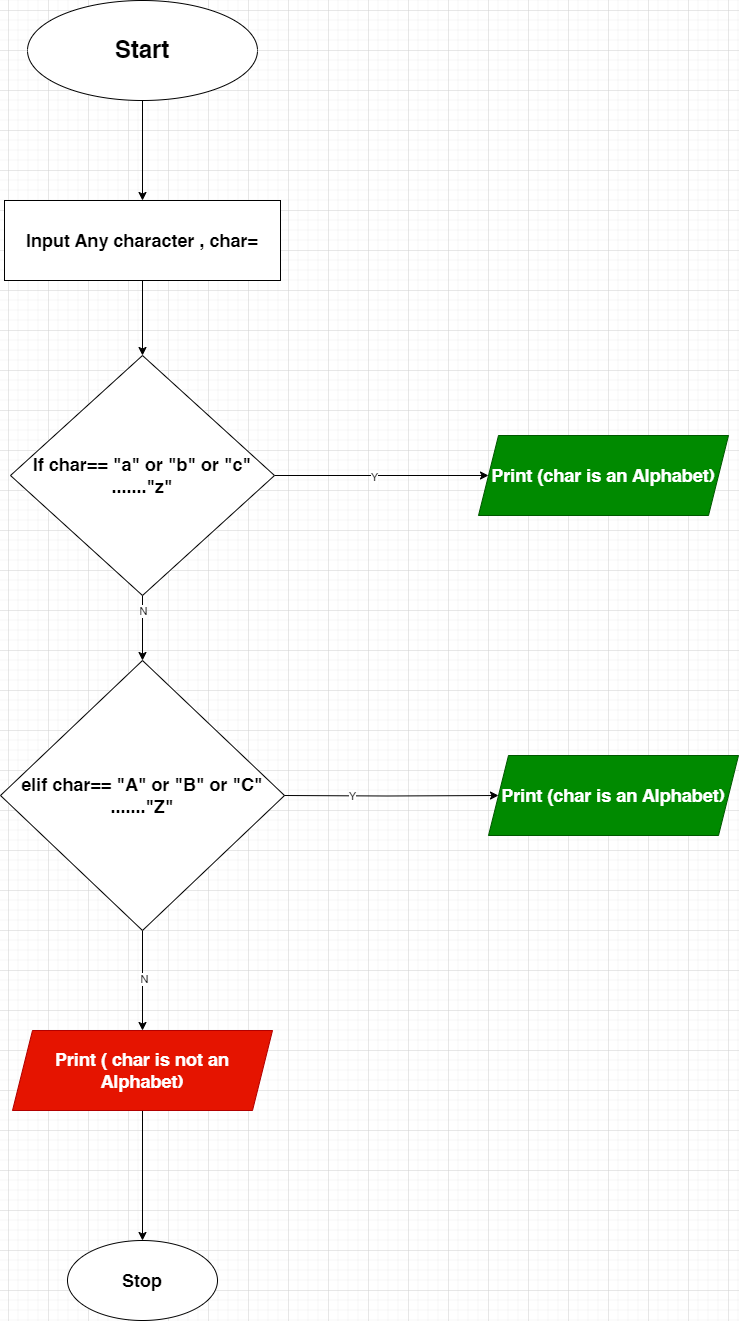 Start
Input Any character , char=
If char== "a" or "b" or "c"
......."z"
Y
Print (char is an Alphabet)
N
elif char== "A" or "B" or "C"
......."Z"
Y
Print (char is an Alphabet)
N
Print ( char is not an
Alphabet)
Stop